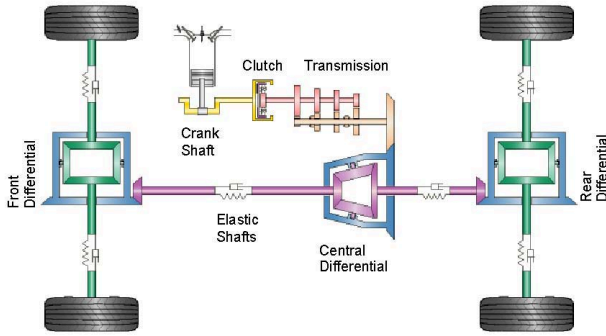 Clutch
Transmission
Crank
Shaft
Front
Differential
Elastic
Shafts
Central
Differential
Rear
Differential